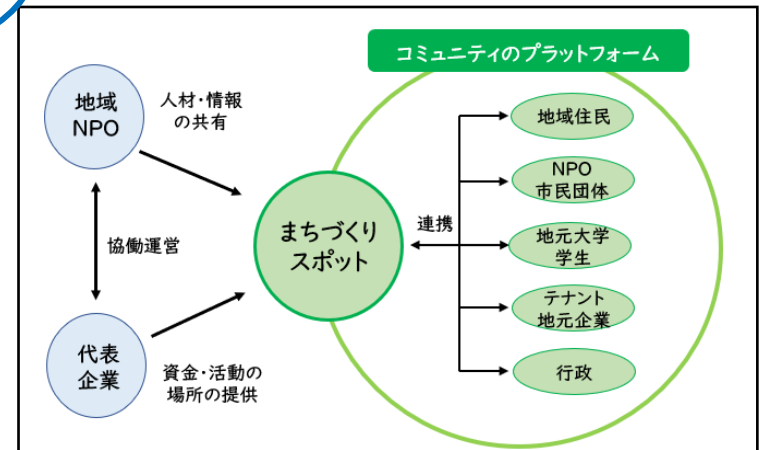 コミュニティのプラットフォーム
地域
NPO
人材・情報
の共有
協働運営
代表
企業
資金・活動の
場所の提供
まちづくり
スポット
連携
地域住民
NPO
市民団体
地元大学
学生
テナント
地元企業
行政